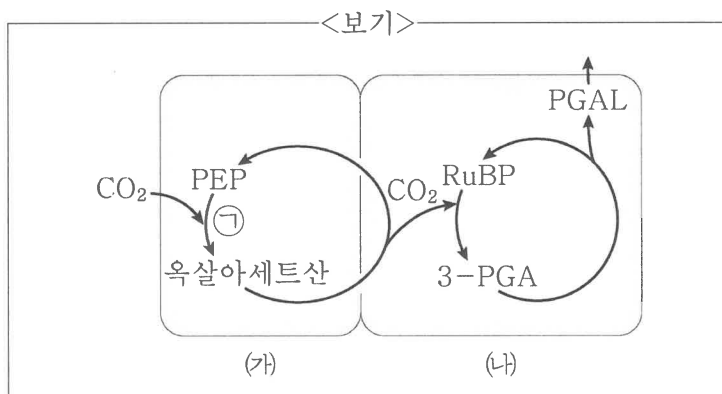 <보기>
PGAL
CO₂
PEP
CO₂
RuBP
㉠
옥살아세트산
3-PGA
(가)
(나)